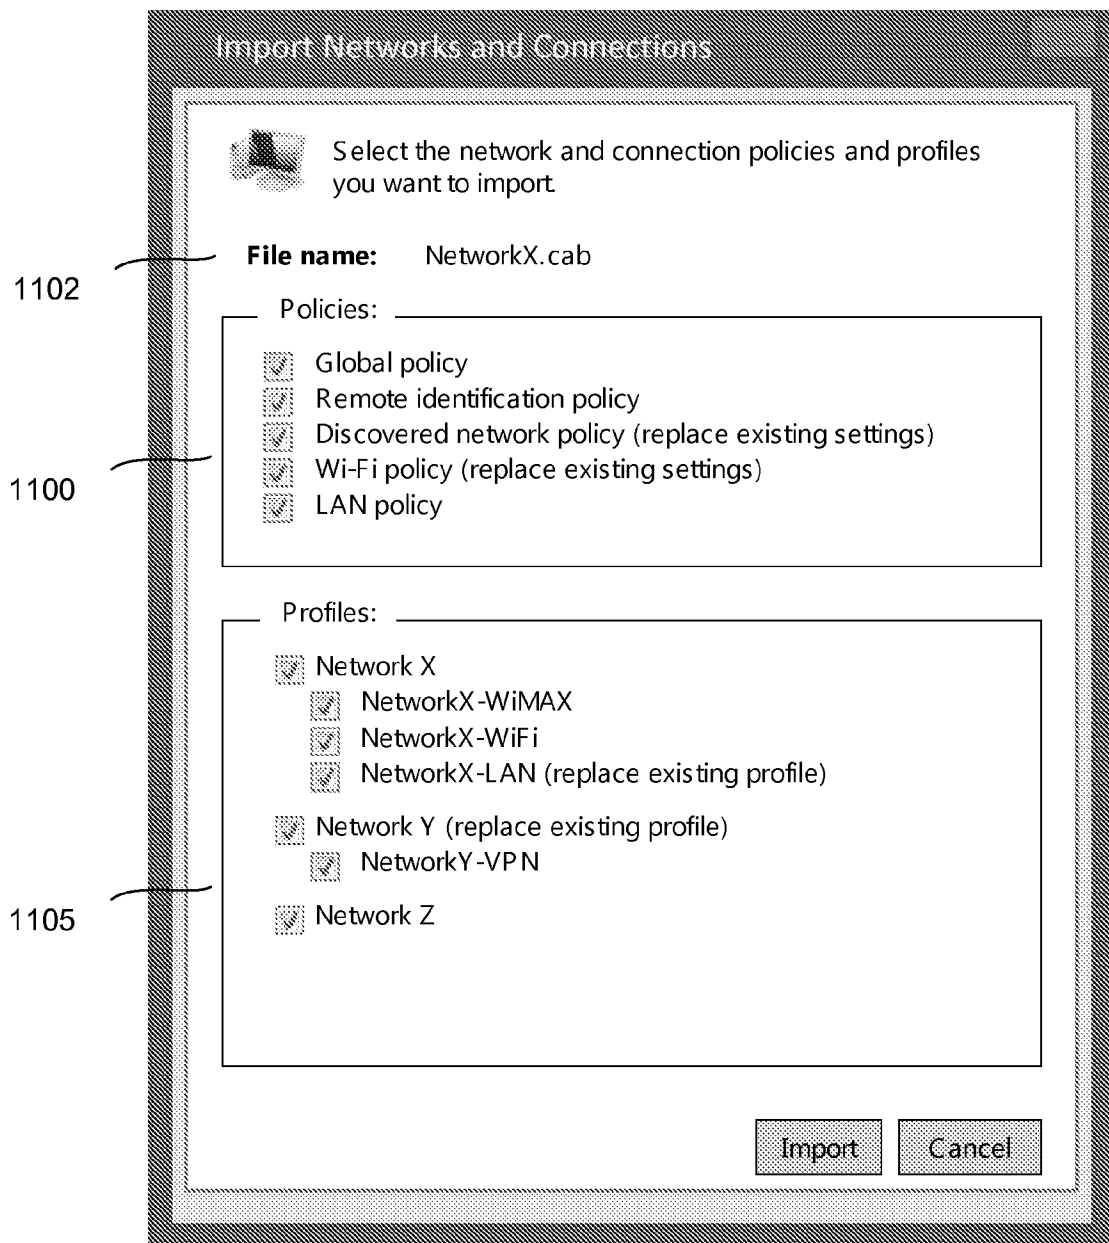 Import Networks and Connections
Select the network and connection policies and profiles
you want to import.
1102
File name: NetworkX.cab
Policies:
1100
Global policy
Remote identification policy
Discovered network policy (replace existing settings)
Wi-Fi policy (replace existing settings)
LAN policy
Profiles:
1105
Network X
NetworkX-WiMAX
NetworkX-WiFi
NetworkX-LAN (replace existing profile)
Network Y (replace existing profile)
NetworkY-VPN
Network Z
Import Cancel